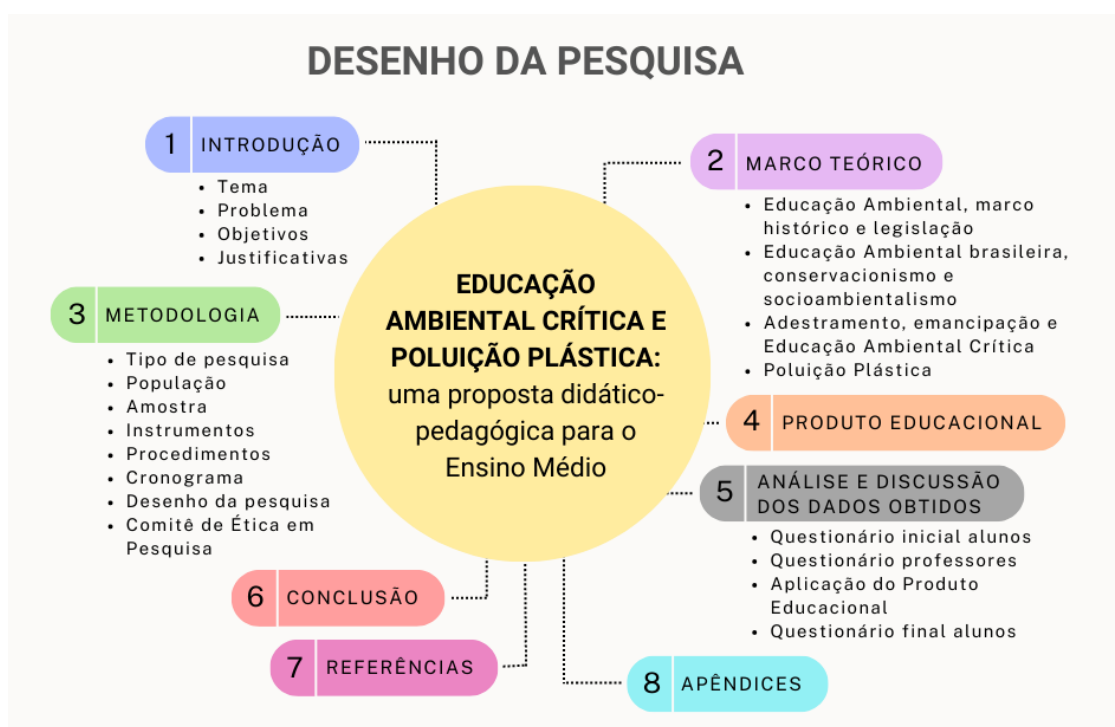 DESENHO DA PESQUISA
1 INTRODUÇÃO
• Tema
• Problema
• Objetivos
• Justificativas
2 MARCO TEÓRICO
• Educação Ambiental, marco
histórico e legislação
• Educação Ambiental brasileira,
conservacionismo e
socioambientalismo
• Adestramento, emancipação e
Educação Ambiental Crítica
• Poluição Plástica
EDUCAÇÃO
AMBIENTAL CRÍTICA E
POLUIÇÃO PLÁSTICA:
uma proposta didático-
pedagógica para o
Ensino Médio
3 METODOLOGIA
• Tipo de pesquisa
• População
• Amostra
• Instrumentos
• Procedimentos
• Cronograma
• Desenho da pesquisa
• Comitê de Ética em
Pesquisa
4 PRODUTO EDUCACIONAL
5 ANÁLISE E DISCUSSÃO
DOS DADOS OBTIDOS
• Questionário inicial alunos
• Questionário professores
• Aplicação do Produto
Educacional
• Questionário final alunos
6 CONCLUSÃO
7 REFERÊNCIAS
8 APÊNDICES